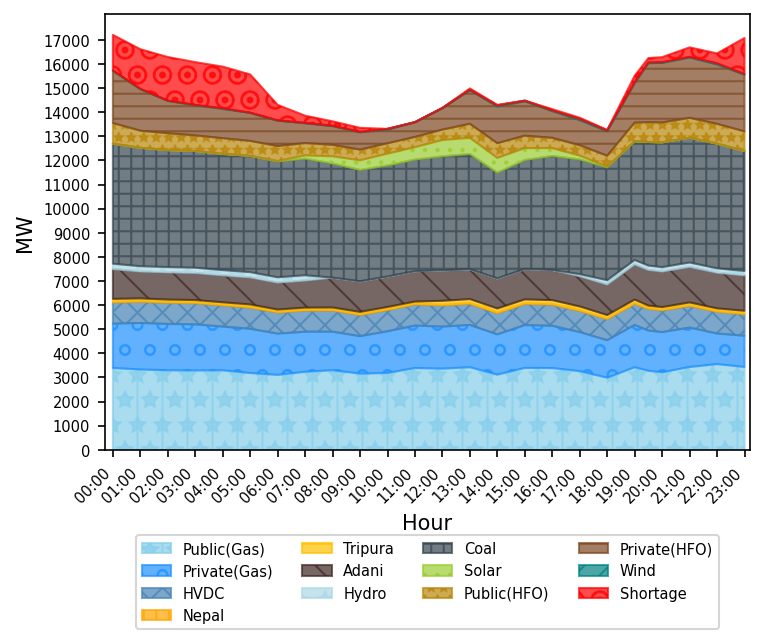 MW
17000
16000
15000
14000
13000
12000
11000
10000
9000
8000
7000
6000
5000
4000
3000
2000
1000
0
00:00 01:00 02:00 03:00 04:00 05:00 06:00 07:00 08:00 09:00 10:00 11:00 12:00 13:00 14:00 15:00 16:00 17:00 18:00 19:00 20:00 21:00 22:00 23:00
Hour
Public(Gas) Tripura Coal Private(HFO)
Private(Gas) Adani Solar Wind
HVDC Hydro Public(HFO) Shortage
Nepal